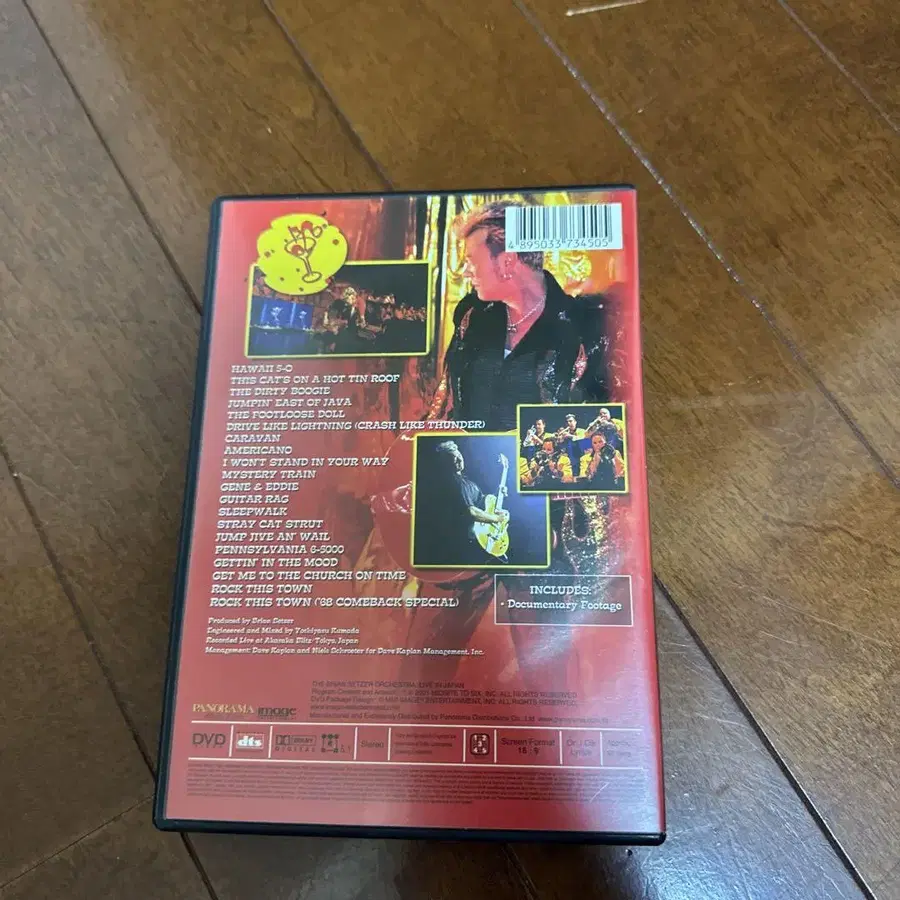 4 895033 734505
HAWAII 5-O
THIS CAT'S ON A HOT TIN ROOF
THE DIRTY BOOGIE
JUMPIN' EAST OF JAVA
THE FOOTLOOSE DOLL
DRIVE LIKE LIGHTNING (CRASH LIKE THUNDER)
CARAVAN
AMERICANO
I WON'T STAND IN YOUR WAY
MYSTERY TRAIN
GENE & EDDIE
GUITAR RAG
SLEEPWALK
STRAY CAT STRUT
JUMP JIVE AN' WAIL
PENNSYLVANIA 6-5000
GETTIN' IN THE MOOD
GET ME TO THE CHURCH ON TIME
ROCK THIS TOWN
ROCK THIS TOWN ('68 COMEBACK SPECIAL)
INCLUDES:
• Documentary Footage
Produced by Brian Setzer
Engineered and Mixed by Yoshiyasu Kumada
Recorded Live at Akasaka Blitz- Tokyo, Japan
Management: Dave Kaplan and Niels Schroeter for Dave Kaplan Management, Inc.
THE BRIAN SETZER ORCHESTRA: LIVE IN JAPAN
PANORAMA image
DVD dts DOLBY DIGITAL Stereo Screen Format 16:9